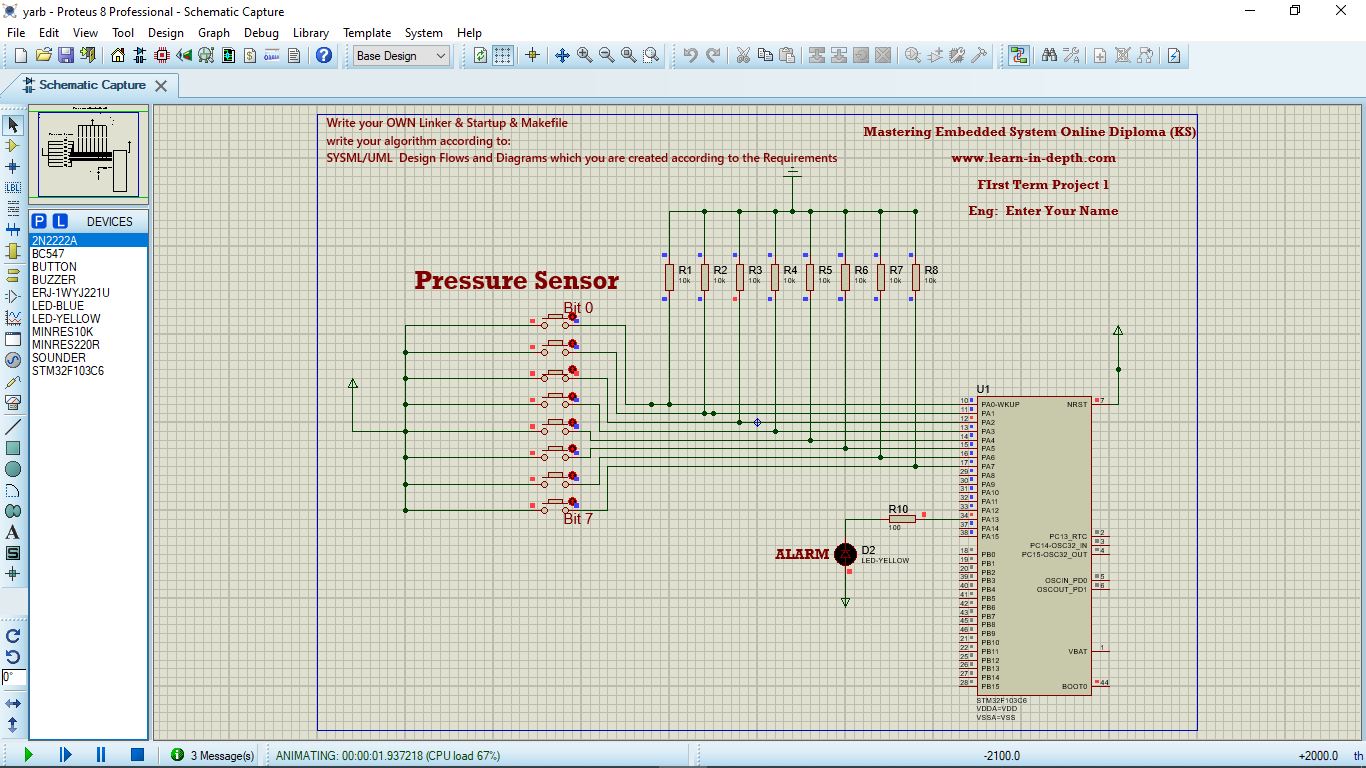 yarb - Proteus 8 Professional - Schematic Capture
File Edit View Tool Design Graph Debug Library Template System Help
Base Design
Schematic Capture
Write your OWN Linker & Startup & Makefile
write your algorithm according to:
SYSML/UML Design Flows and Diagrams which you are created according to the Requirements
Mastering Embedded System Online Diploma (KS)
www.learn-in-depth.com
FIrst Term Project 1
Eng: Enter Your Name
P L DEVICES
2N2222A
BC547
BUTTON
BUZZER
ERJ-1WYJ221U
LED-BLUE
LED-YELLOW
MINRES10K
MINRES220R
SOUNDER
STM32F103C6
LBL
A
S
0°
Pressure Sensor
Bit 0
Bit 7
R1 R2 R3 R4 R5 R6 R7 R8
10k 10k 10k 10k 10k 10k 10k 10k
U1
10 PA0-WKUP NRST 7
11 PA1
12 PA2
13 PA3
14 PA4
15 PA5
16 PA6
17 PA7
29 PA8
30 PA9
31 PA10
32 PA11
33 PA12
34 PA13
37 PA14
38 PA15
PC13_RTC 2
PC14-OSC32_IN 3
PC15-OSC32_OUT 4
18 PB0
19 PB1
20 PB2
39 PB3
40 PB4
41 PB5
42 PB6
43 PB7
45 PB8
46 PB9
21 PB10
22 PB11
25 PB12
26 PB13
27 PB14
28 PB15
OSCIN_PD0 5
OSCOUT_PD1 6
VBAT 1
BOOT0 44
STM32F103C6
VDDA=VDD
VSSA=VSS
R10
100
ALARM
D2
LED-YELLOW
3 Message(s)
ANIMATING: 00:00:01.937218 (CPU load 67%)
-2100.0
+2000.0 th